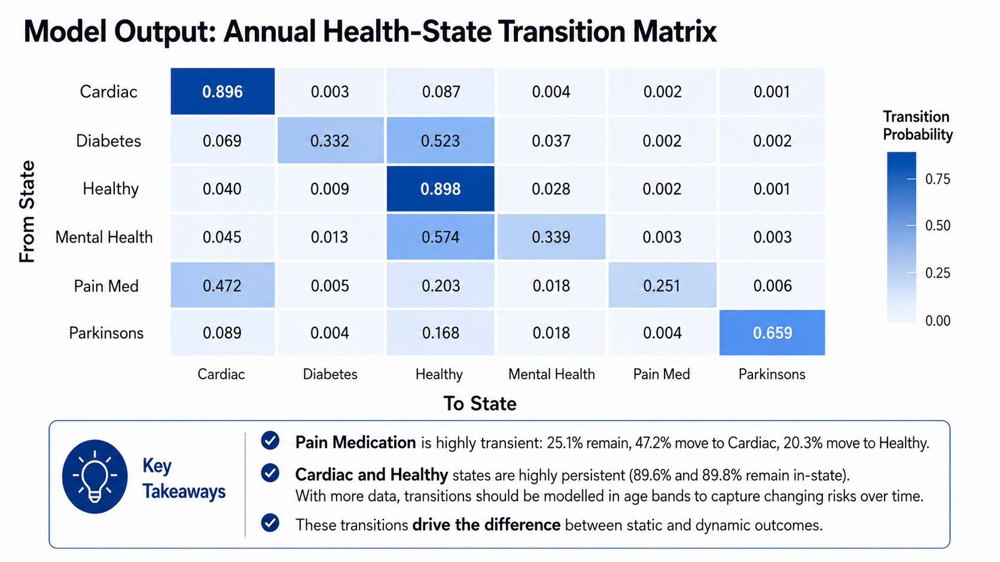 Model Output: Annual Health-State Transition Matrix
From State
Cardiac 0.896 0.003 0.087 0.004 0.002 0.001
Diabetes 0.069 0.332 0.523 0.037 0.002 0.002
Healthy 0.040 0.009 0.898 0.028 0.002 0.001
Mental Health 0.045 0.013 0.574 0.339 0.003 0.003
Pain Med 0.472 0.005 0.203 0.018 0.251 0.006
Parkinsons 0.089 0.004 0.168 0.018 0.004 0.659
Cardiac Diabetes Healthy Mental Health Pain Med Parkinsons
To State
Transition
Probability
0.75
0.50
0.25
0.00
Key
Takeaways
Pain Medication is highly transient: 25.1% remain, 47.2% move to Cardiac, 20.3% move to Healthy.
Cardiac and Healthy states are highly persistent (89.6% and 89.8% remain in-state).
With more data, transitions should be modelled in age bands to capture changing risks over time.
These transitions drive the difference between static and dynamic outcomes.